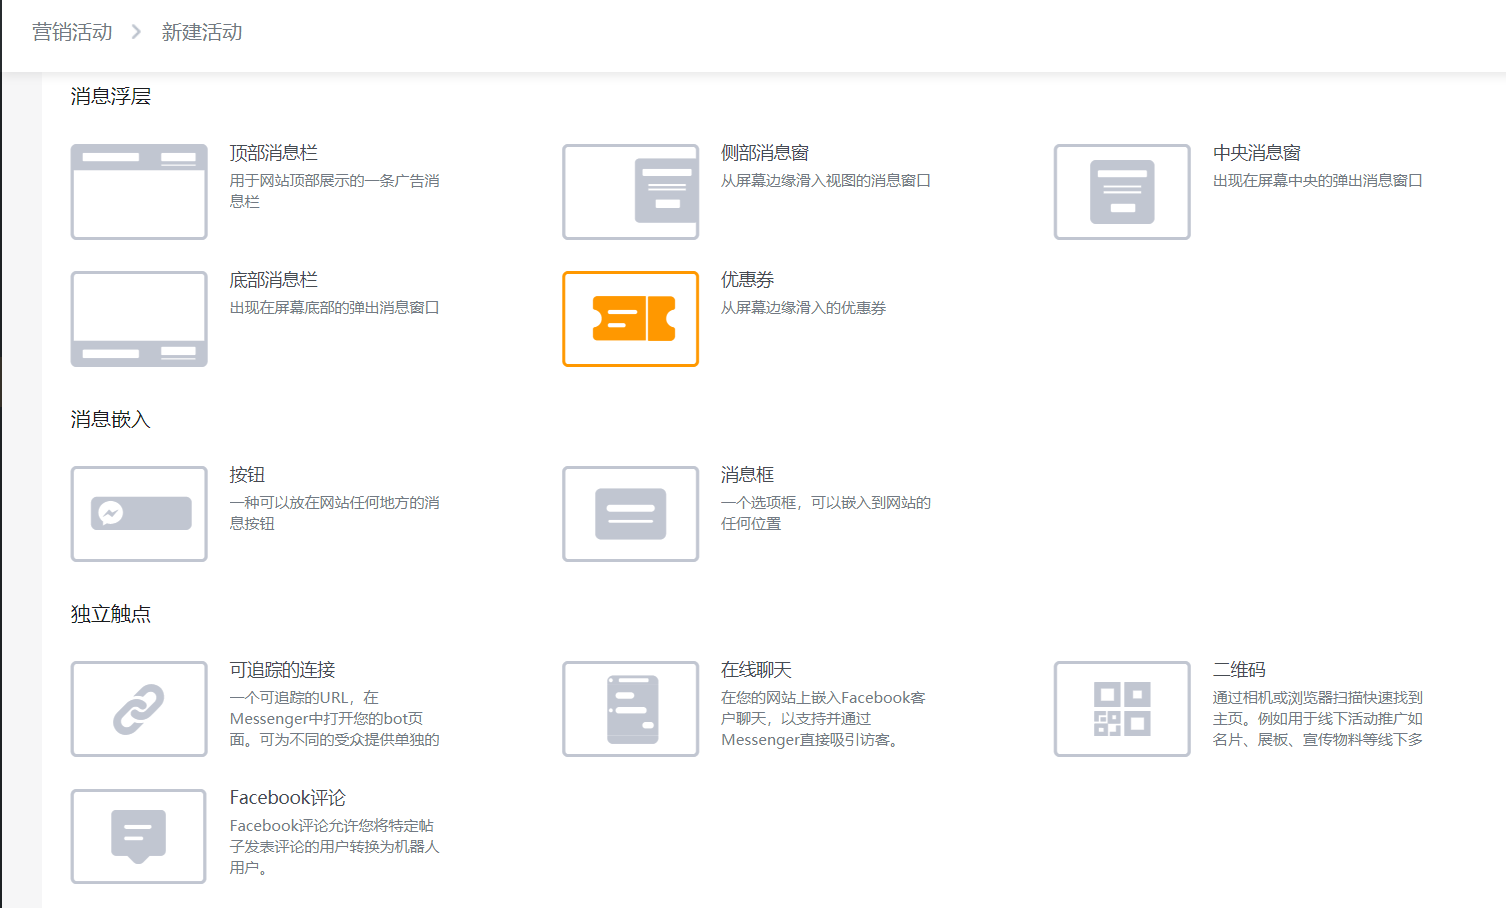 营销活动 > 新建活动
消息浮层
顶部消息栏
用于网站顶部展示的一条广告消
息栏
侧部消息窗
从屏幕边缘滑入视图的消息窗口
中央消息窗
出现在屏幕中央的弹出消息窗口
底部消息栏
出现在屏幕底部的弹出消息窗口
优惠券
从屏幕边缘滑入的优惠券
消息嵌入
按钮
一种可以放在网站任何地方的消
息按钮
消息框
一个选项框，可以嵌入到网站的
任何位置
独立触点
可追踪的连接
一个可追踪的URL，在
Messenger中打开您的bot页
面。可为不同的受众提供单独的
在线聊天
在您的网站上嵌入Facebook客
户聊天，以支持并通过
Messenger直接吸引访客。
二维码
通过相机或浏览器扫描快速找到
主页。例如用于线下活动推广如
名片、展板、宣传物料等线下多
Facebook评论
Facebook评论允许您将特定帖
子发表评论的用户转换为机器人
用户。